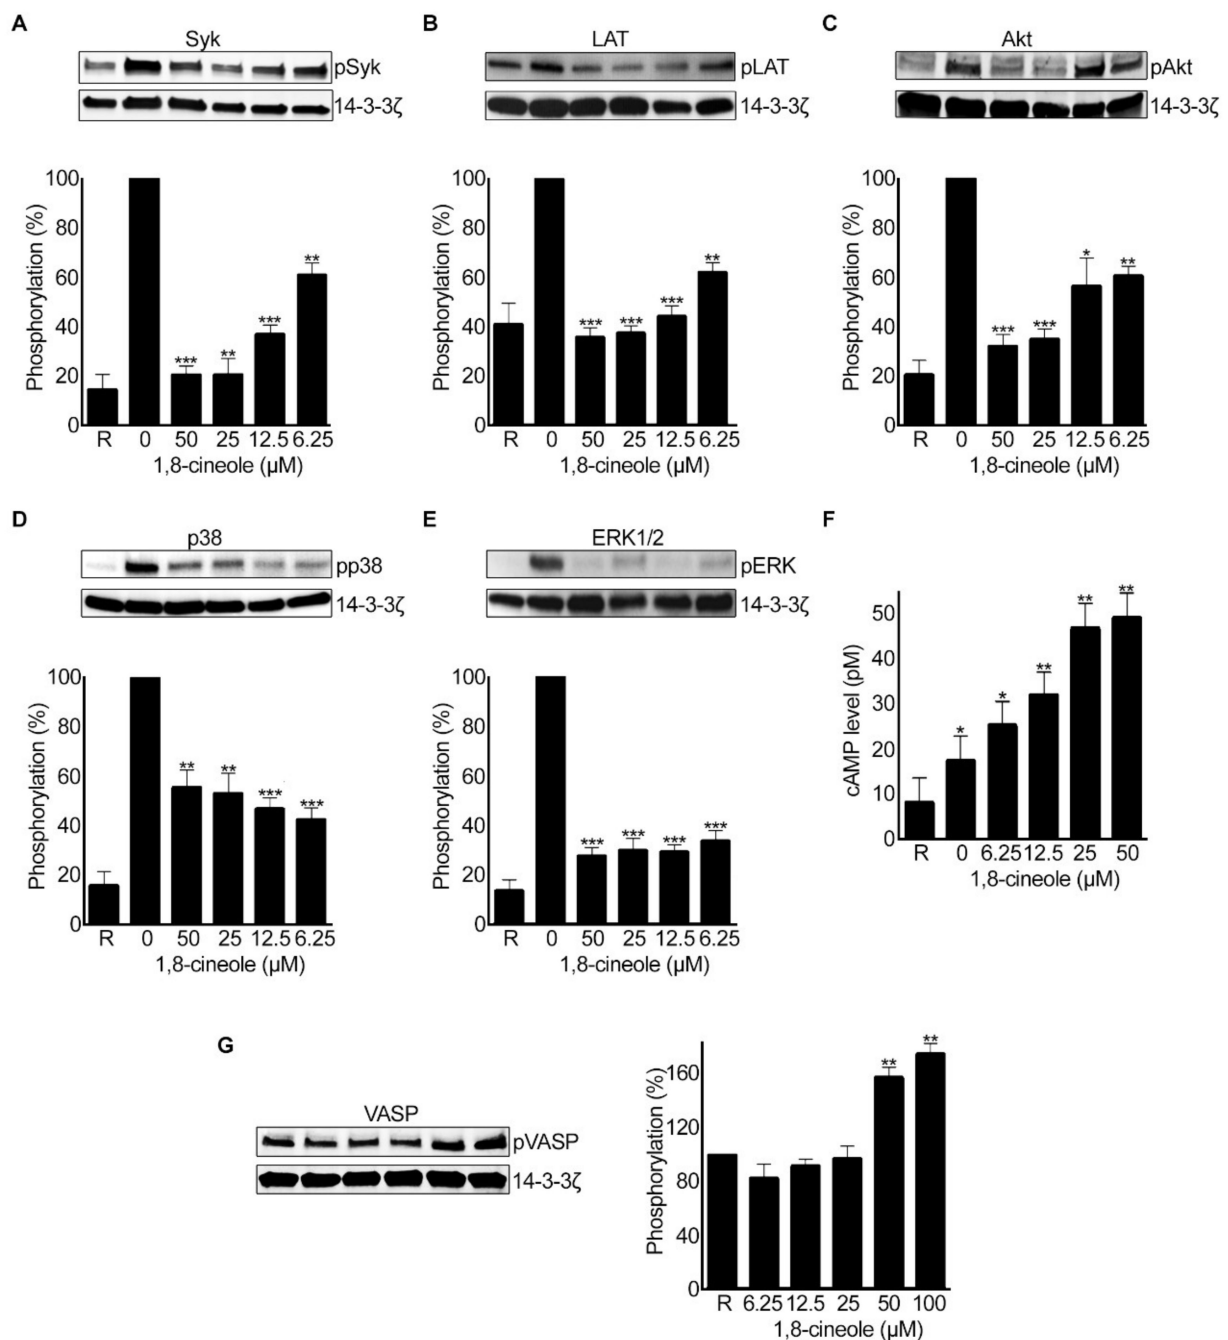 A
Syk
pSyk
14-3-3ζ
Phosphorylation (%)
100
80
60
40
20
0
*** ** *** **
R 0 50 25 12.5 6.25
1,8-cineole (µM)
B
LAT
pLAT
14-3-3ζ
Phosphorylation (%)
100
80
60
40
20
0
*** *** *** **
R 0 50 25 12.5 6.25
1,8-cineole (µM)
C
Akt
pAkt
14-3-3ζ
Phosphorylation (%)
100
80
60
40
20
0
*** *** * **
R 0 50 25 12.5 6.25
1,8-cineole (µM)
D
p38
pp38
14-3-3ζ
Phosphorylation (%)
100
80
60
40
20
0
** ** *** ***
R 0 50 25 12.5 6.25
1,8-cineole (µM)
E
ERK1/2
pERK
14-3-3ζ
Phosphorylation (%)
100
80
60
40
20
0
*** *** *** ***
R 0 50 25 12.5 6.25
1,8-cineole (µM)
F
cAMP level (pM)
50
40
30
20
10
0
* * ** ** **
R 0 6.25 12.5 25 50
1,8-cineole (µM)
G
VASP
pVASP
14-3-3ζ
Phosphorylation (%)
160
120
80
40
0
** **
R 6.25 12.5 25 50 100
1,8-cineole (µM)